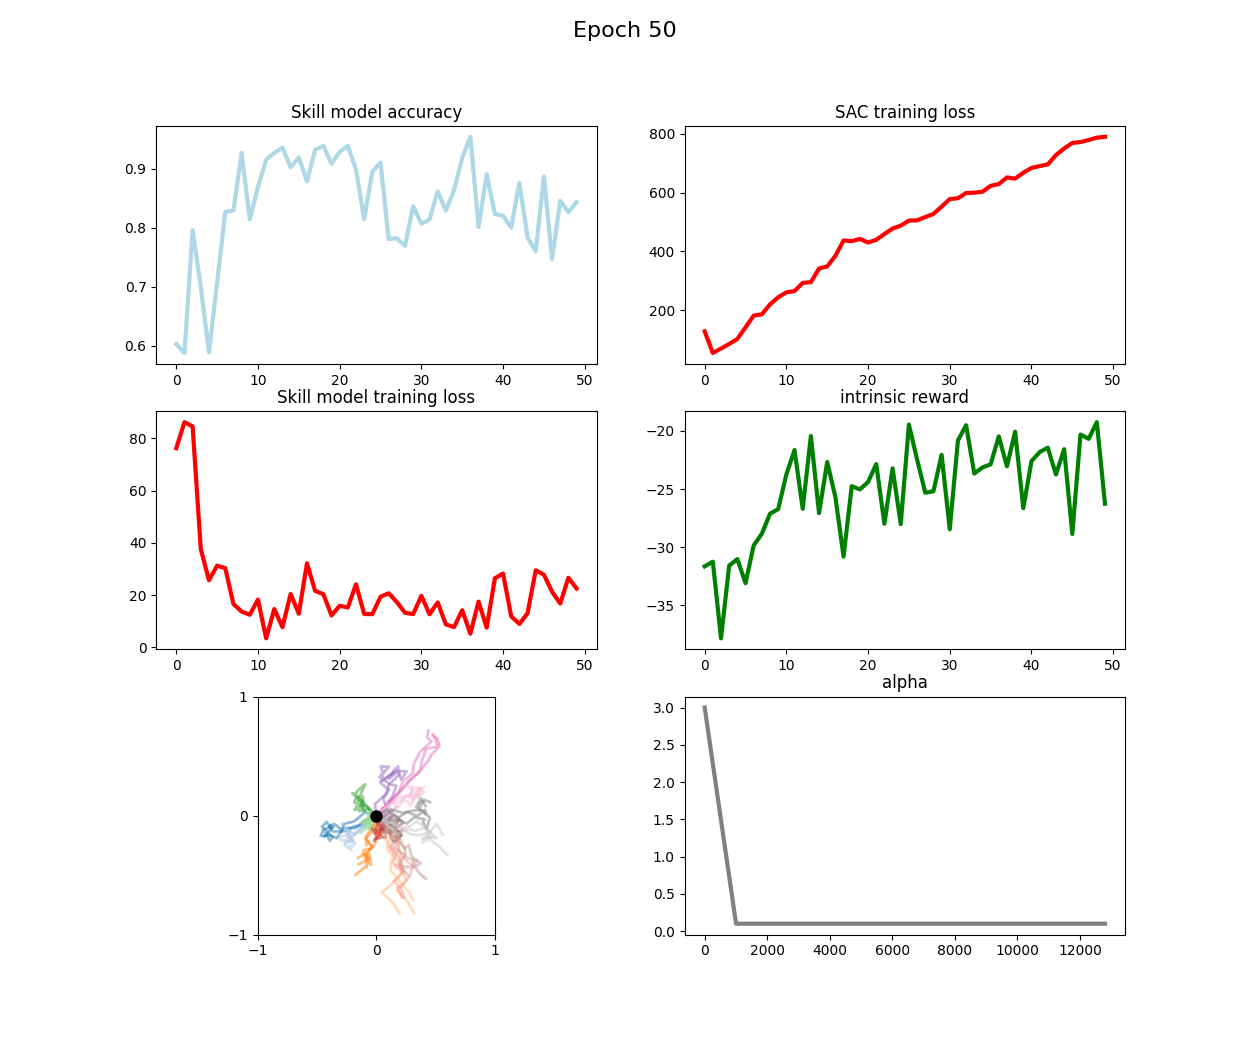 Epoch 50
Skill model accuracy
0.9
0.8
0.7
0.6
0 10 20 30 40 50
SAC training loss
800
600
400
200
0 10 20 30 40 50
Skill model training loss
80
60
40
20
0
0 10 20 30 40 50
intrinsic reward
−20
−25
−30
−35
0 10 20 30 40 50
1
0
−1
−1 0 1
alpha
3.0
2.5
2.0
1.5
1.0
0.5
0.0
0 2000 4000 6000 8000 10000 12000